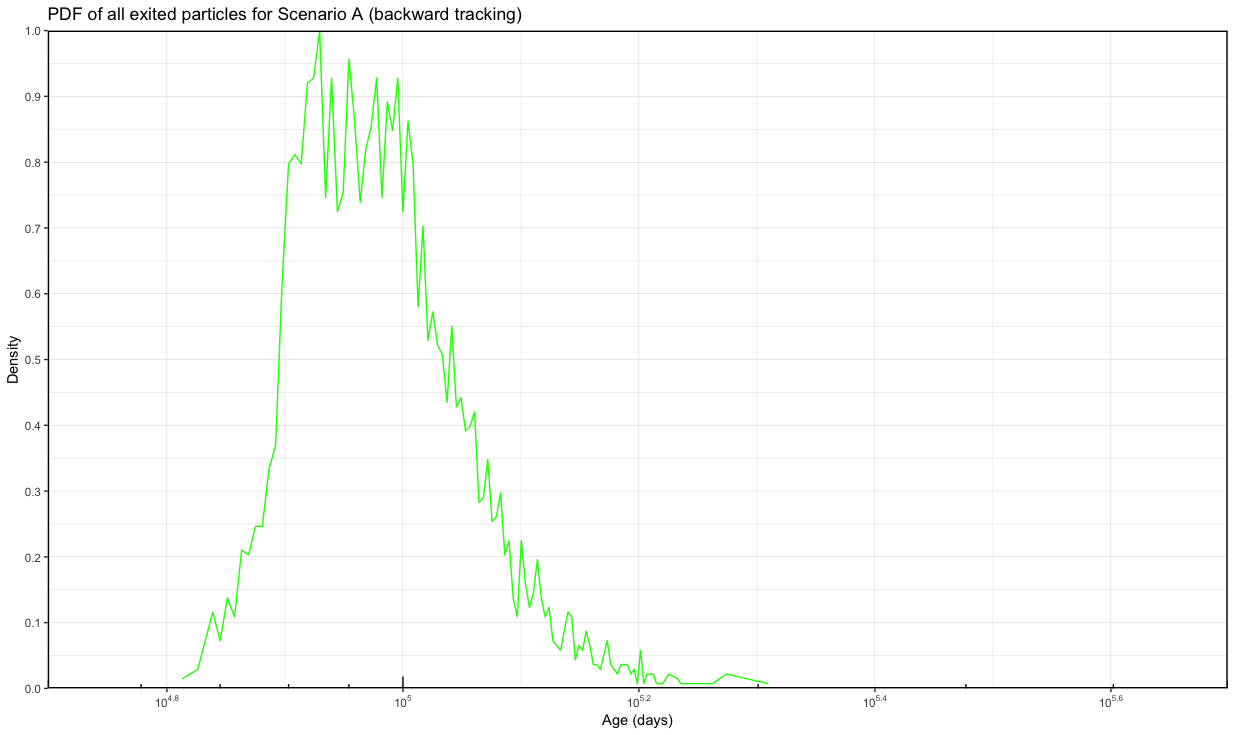 PDF of all exited particles for Scenario A (backward tracking)
1.0
0.9
0.8
0.7
0.6
0.5
0.4
0.3
0.2
0.1
0.0
Density
10^4.8 10^5 10^5.2 10^5.4 10^5.6
Age (days)